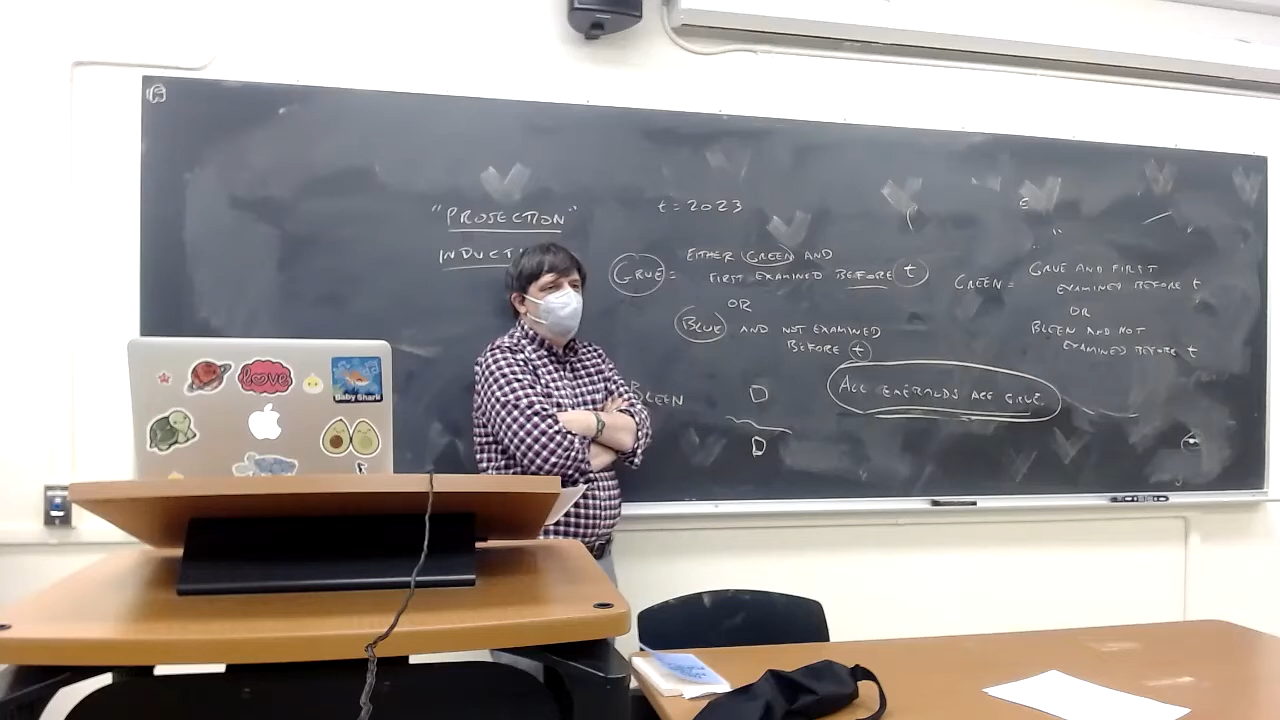 "PROJECTION"
INDUCT
t = 2023
GRUE = EITHER GREEN AND
FIRST EXAMINED BEFORE t
OR
BLUE AND NOT EXAMINED
BEFORE t
GREEN = GRUE AND FIRST
EXAMINED BEFORE t
OR
BLEEN AND NOT
EXAMINED BEFORE t
BLEEN
D
D
ALL EMERALDS ARE GRUE.
love
Baby Shark